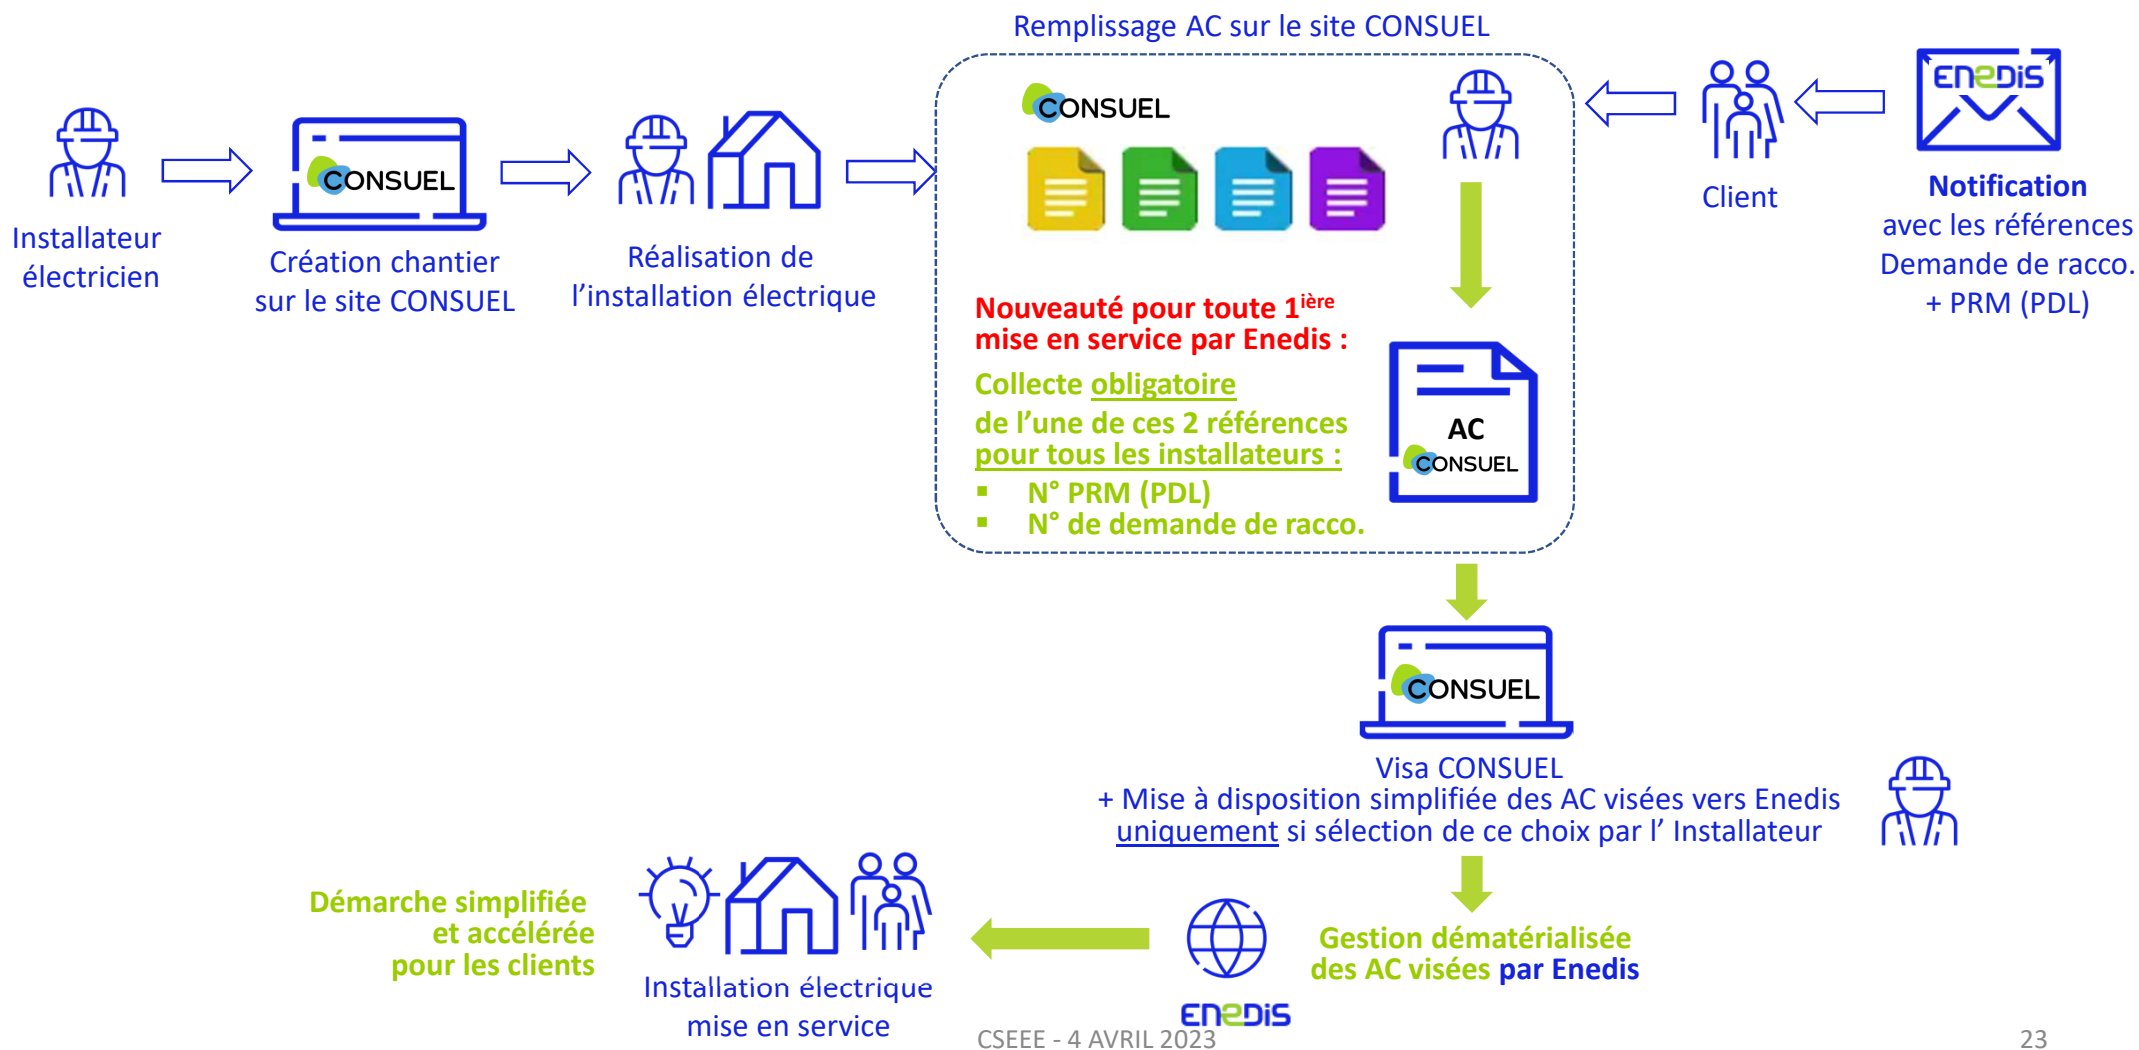 Remplissage AC sur le site CONSUEL
Installateur
électricien
CONSUEL
Création chantier
sur le site CONSUEL
Réalisation de
l'installation électrique
CONSUEL
Nouveauté pour toute 1ière
mise en service par Enedis :
Collecte obligatoire
de l'une de ces 2 références
pour tous les installateurs :
▪ N° PRM (PDL)
▪ N° de demande de racco.
AC
CONSUEL
Client
ENEDIS
Notification
avec les références
Demande de racco.
+ PRM (PDL)
CONSUEL
Visa CONSUEL
+ Mise à disposition simplifiée des AC visées vers Enedis
uniquement si sélection de ce choix par l' Installateur
Gestion dématérialisée
des AC visées par Enedis
ENEDIS
Installation électrique
mise en service
Démarche simplifiée
et accélérée
pour les clients
CSEEE - 4 AVRIL 2023
23